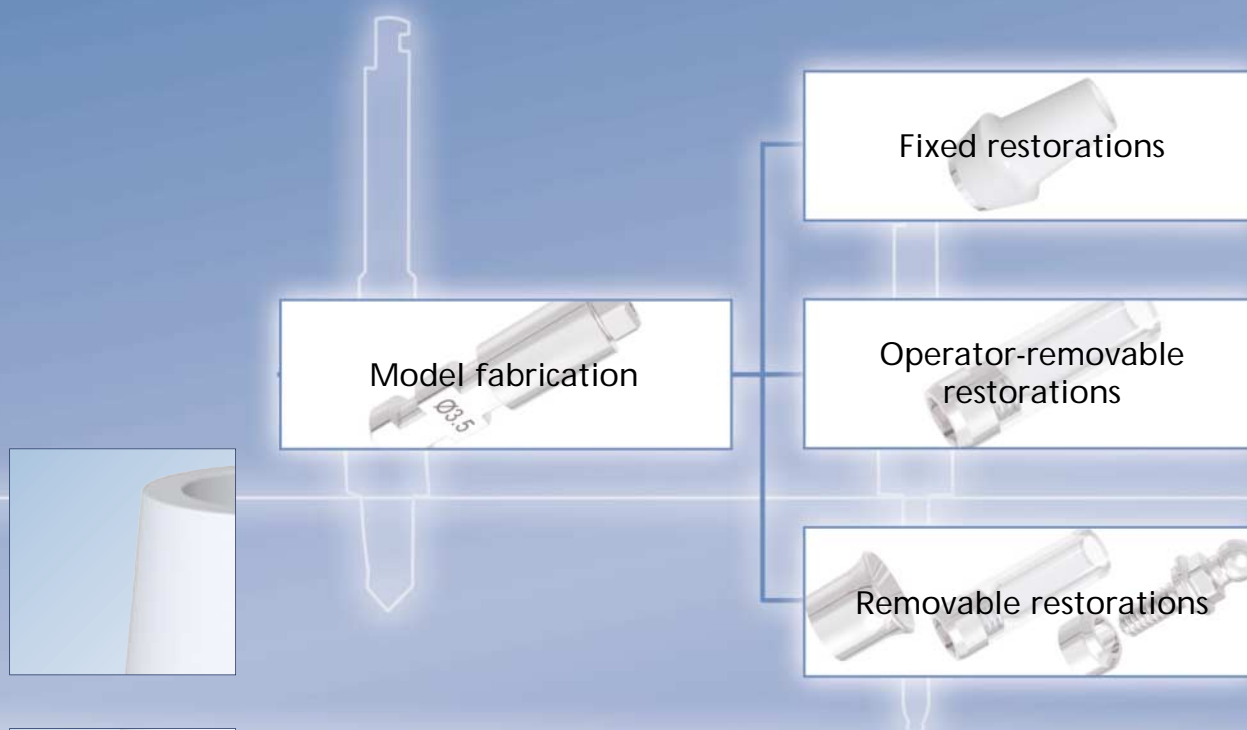 Fixed restorations
Model fabrication
Ø3.5
Operator-removable
restorations
Removable restorations